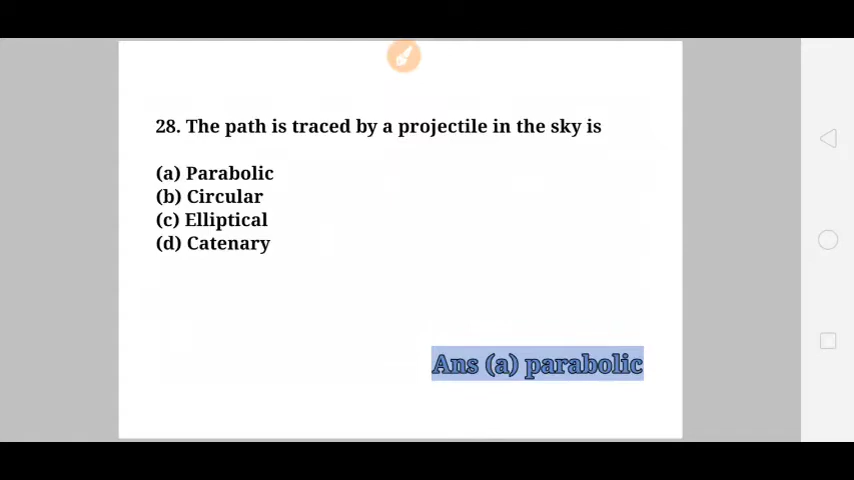 28. The path is traced by a projectile in the sky is
(a) Parabolic
(b) Circular
(c) Elliptical
(d) Catenary
Ans (a) parabolic